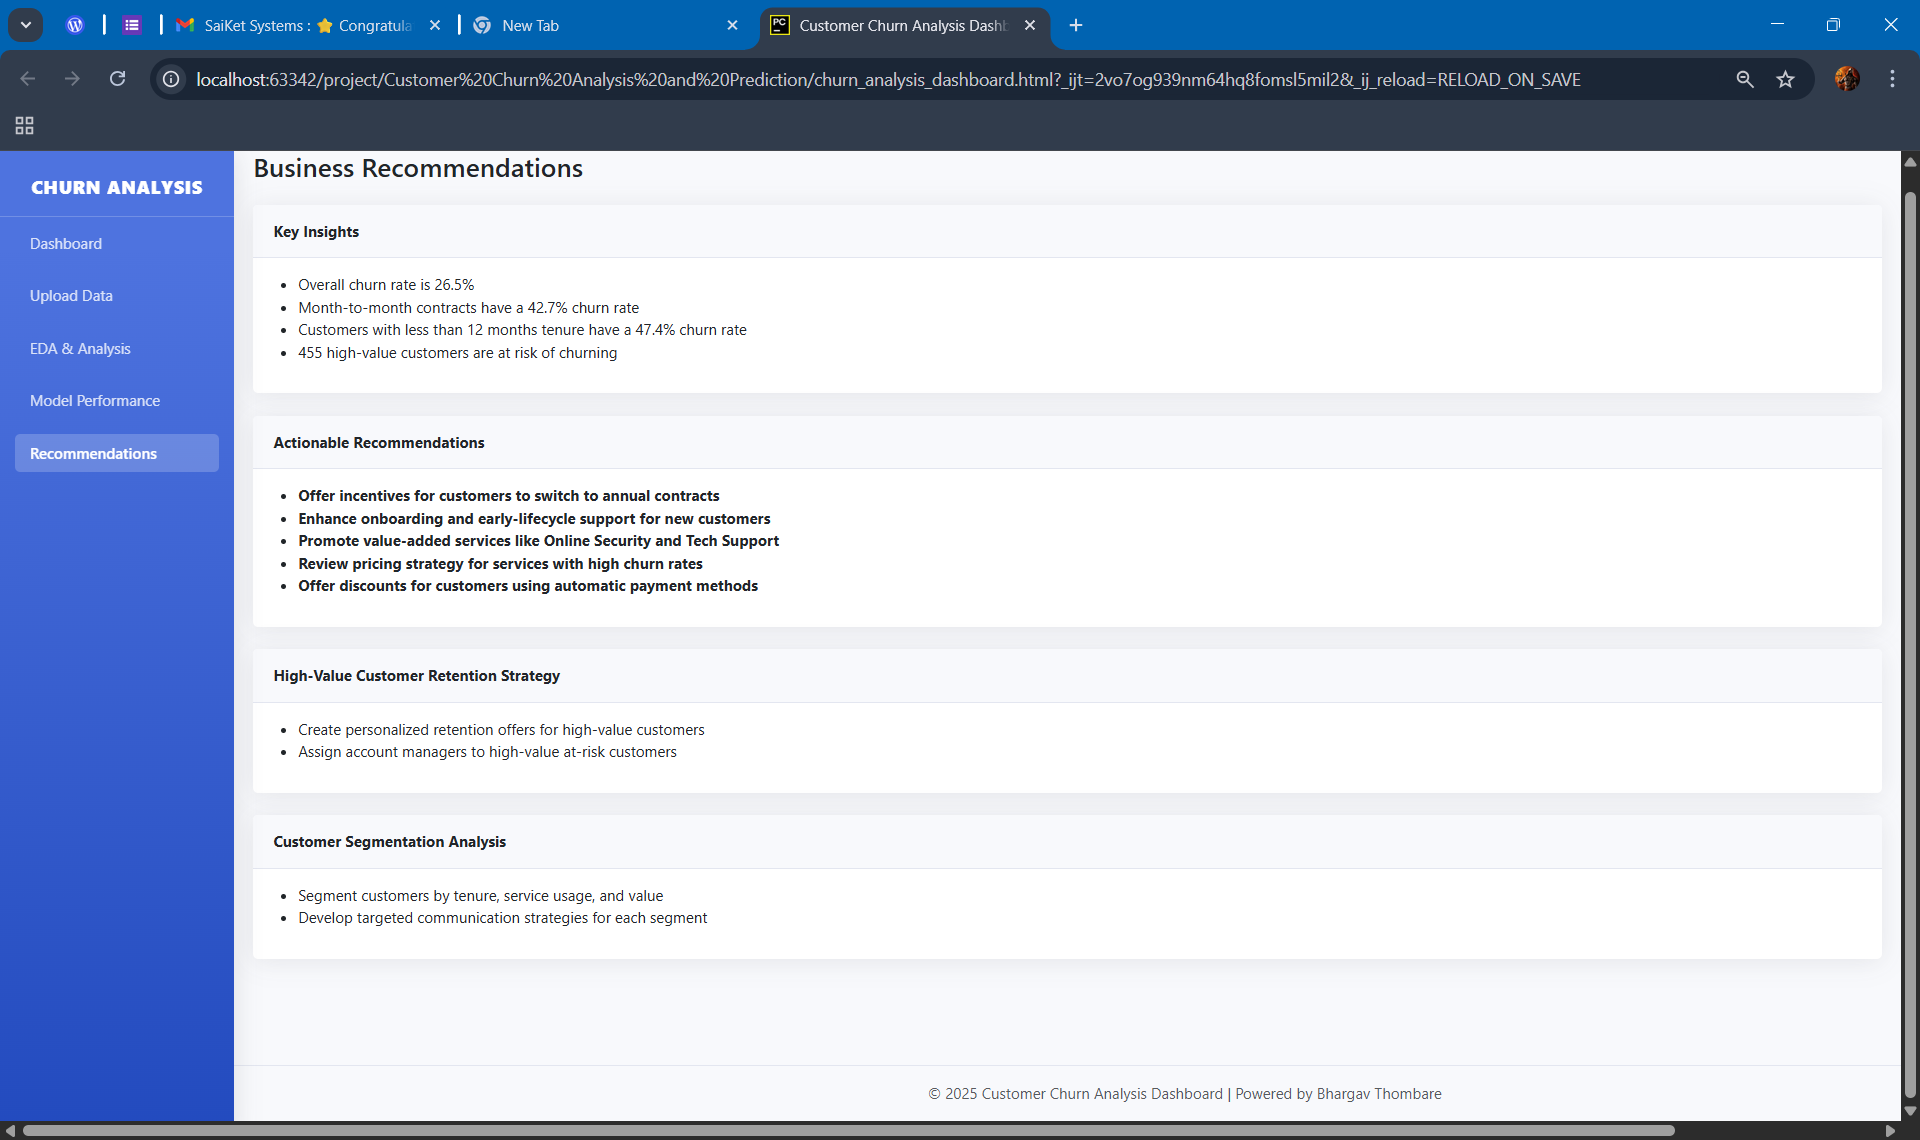 SaiKet Systems : ⭐ Congratula
New Tab
Customer Churn Analysis Dashb
localhost:63342/project/Customer%20Churn%20Analysis%20and%20Prediction/churn_analysis_dashboard.html?_ijt=2vo7og939nm64hq8fomsl5mil2&_ij_reload=RELOAD_ON_SAVE
CHURN ANALYSIS
Dashboard
Upload Data
EDA & Analysis
Model Performance
Recommendations
Business Recommendations
Key Insights
• Overall churn rate is 26.5%
• Month-to-month contracts have a 42.7% churn rate
• Customers with less than 12 months tenure have a 47.4% churn rate
• 455 high-value customers are at risk of churning
Actionable Recommendations
• Offer incentives for customers to switch to annual contracts
• Enhance onboarding and early-lifecycle support for new customers
• Promote value-added services like Online Security and Tech Support
• Review pricing strategy for services with high churn rates
• Offer discounts for customers using automatic payment methods
High-Value Customer Retention Strategy
• Create personalized retention offers for high-value customers
• Assign account managers to high-value at-risk customers
Customer Segmentation Analysis
• Segment customers by tenure, service usage, and value
• Develop targeted communication strategies for each segment
© 2025 Customer Churn Analysis Dashboard | Powered by Bhargav Thombare